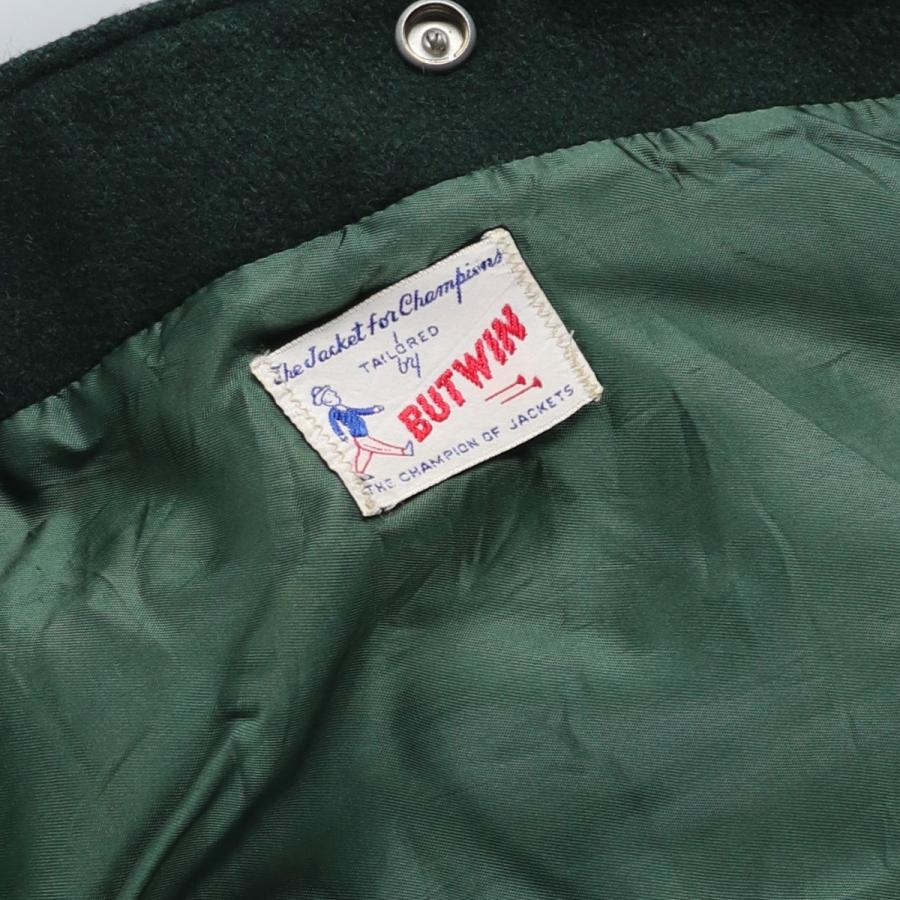 The Jacket for Champions
TAILORED
by
BUTWIN
THE CHAMPION OF JACKETS